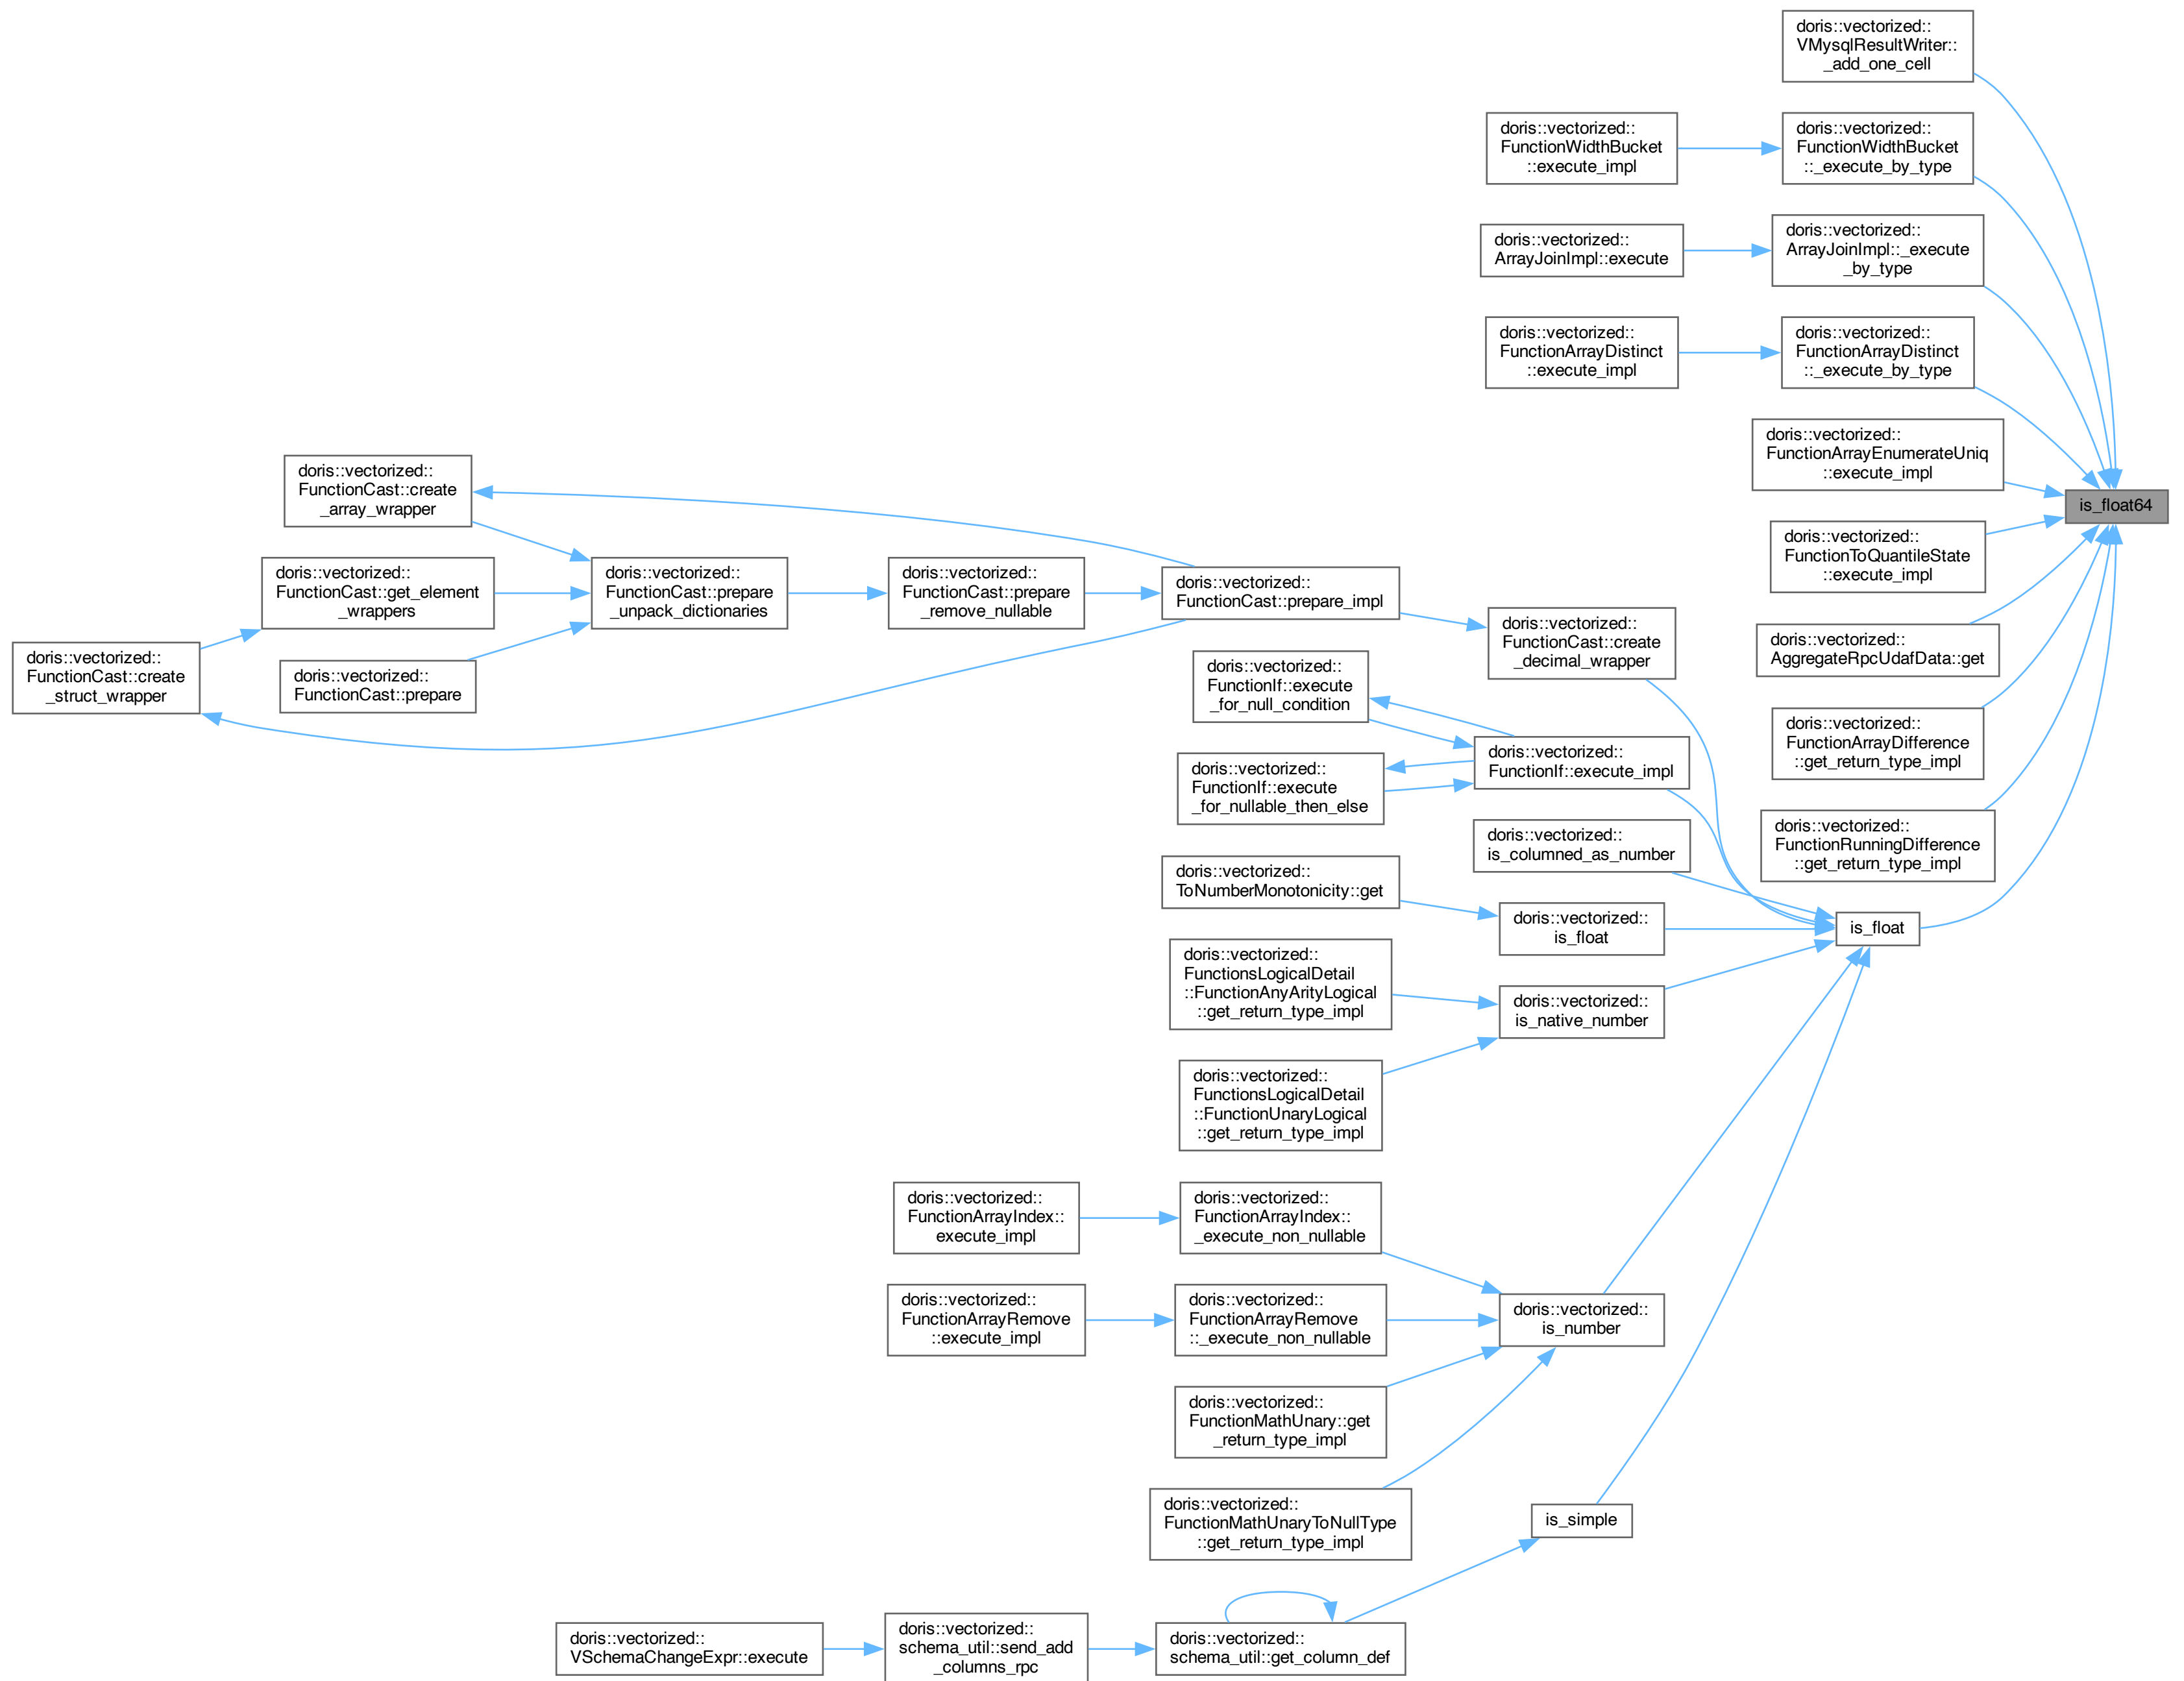 doris::vectorized::
VMysqlResultWriter::
_add_one_cell
doris::vectorized::
FunctionWidthBucket
::execute_impl
doris::vectorized::
FunctionWidthBucket
::_execute_by_type
doris::vectorized::
ArrayJoinImpl::execute
doris::vectorized::
ArrayJoinImpl::_execute
_by_type
doris::vectorized::
FunctionArrayDistinct
::execute_impl
doris::vectorized::
FunctionArrayDistinct
::_execute_by_type
doris::vectorized::
FunctionArrayEnumerateUniq
::execute_impl
is_float64
doris::vectorized::
FunctionCast::create
_array_wrapper
doris::vectorized::
FunctionToQuantileState
::execute_impl
doris::vectorized::
FunctionCast::get_element
_wrappers
doris::vectorized::
FunctionCast::prepare
_unpack_dictionaries
doris::vectorized::
FunctionCast::prepare
_remove_nullable
doris::vectorized::
FunctionCast::prepare_impl
doris::vectorized::
FunctionCast::create
_decimal_wrapper
doris::vectorized::
AggregateRpcUdafData::get
doris::vectorized::
FunctionCast::create
_struct_wrapper
doris::vectorized::
FunctionCast::prepare
doris::vectorized::
FunctionIf::execute
_for_null_condition
doris::vectorized::
FunctionArrayDifference
::get_return_type_impl
doris::vectorized::
FunctionIf::execute_impl
doris::vectorized::
FunctionIf::execute
_for_nullable_then_else
doris::vectorized::
FunctionRunningDifference
::get_return_type_impl
doris::vectorized::
is_columned_as_number
doris::vectorized::
ToNumberMonotonicity::get
doris::vectorized::
is_float
is_float
doris::vectorized::
FunctionsLogicalDetail
::FunctionAnyArityLogical
::get_return_type_impl
doris::vectorized::
is_native_number
doris::vectorized::
FunctionsLogicalDetail
::FunctionUnaryLogical
::get_return_type_impl
doris::vectorized::
FunctionArrayIndex::
execute_impl
doris::vectorized::
FunctionArrayIndex::
_execute_non_nullable
doris::vectorized::
FunctionArrayRemove
::execute_impl
doris::vectorized::
FunctionArrayRemove
::_execute_non_nullable
doris::vectorized::
is_number
doris::vectorized::
FunctionMathUnary::get
_return_type_impl
doris::vectorized::
FunctionMathUnaryToNullType
::get_return_type_impl
is_simple
doris::vectorized::
VSchemaChangeExpr::execute
doris::vectorized::
schema_util::send_add
_columns_rpc
doris::vectorized::
schema_util::get_column_def